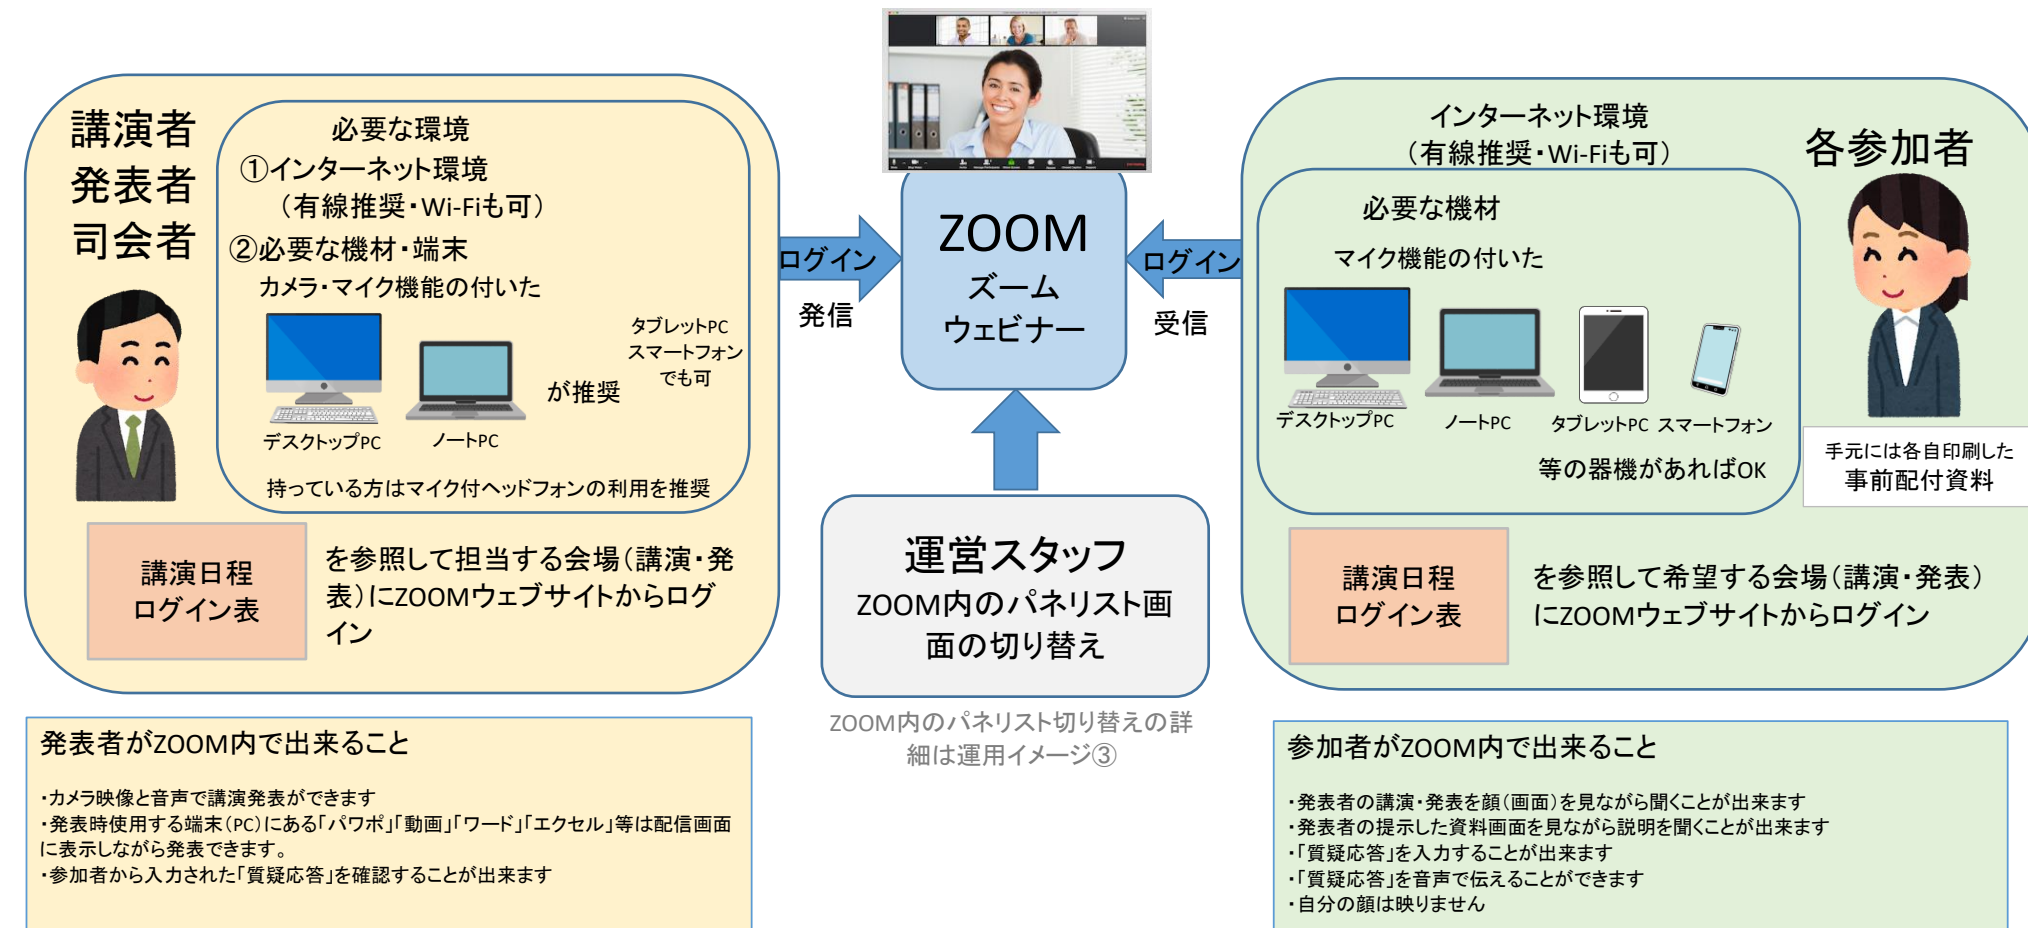 講演者
発表者
司会者
必要な環境
①インターネット環境
（有線推奨・Wi-Fiも可）
②必要な機材・端末
カメラ・マイク機能の付いた
タブレットPC
スマートフォン
でも可
が推奨
デスクトップPC
ノートPC
持っている方はマイク付ヘッドフォンの利用を推奨
講演日程
ログイン表
を参照して担当する会場（講演・発
表）にZOOMウェブサイトからログ
イン
ログイン
発信
ZOOM
ズーム
ウェビナー
ログイン
受信
運営スタッフ
ZOOM内のパネリスト画
面の切り替え
ZOOM内のパネリスト切り替えの詳
細は運用イメージ③
インターネット環境
（有線推奨・Wi-Fiも可）
各参加者
必要な機材
マイク機能の付いた
デスクトップPC
ノートPC
タブレットPC
スマートフォン
等の器機があればOK
手元には各自印刷した
事前配付資料
講演日程
ログイン表
を参照して希望する会場（講演・発表）
にZOOMウェブサイトからログイン
発表者がZOOM内で出来ること
・カメラ映像と音声で講演発表ができます
・発表時使用する端末（PC）にある「パワポ」「動画」「ワード」「エクセル」等は配信画面
に表示しながら発表できます。
・参加者から入力された「質疑応答」を確認することが出来ます
参加者がZOOM内で出来ること
・発表者の講演・発表を顔（画面）を見ながら聞くことが出来ます
・発表者の提示した資料画面を見ながら説明を聞くことが出来ます
・「質疑応答」を入力することが出来ます
・「質疑応答」を音声で伝えることができます
・自分の顔は映りません